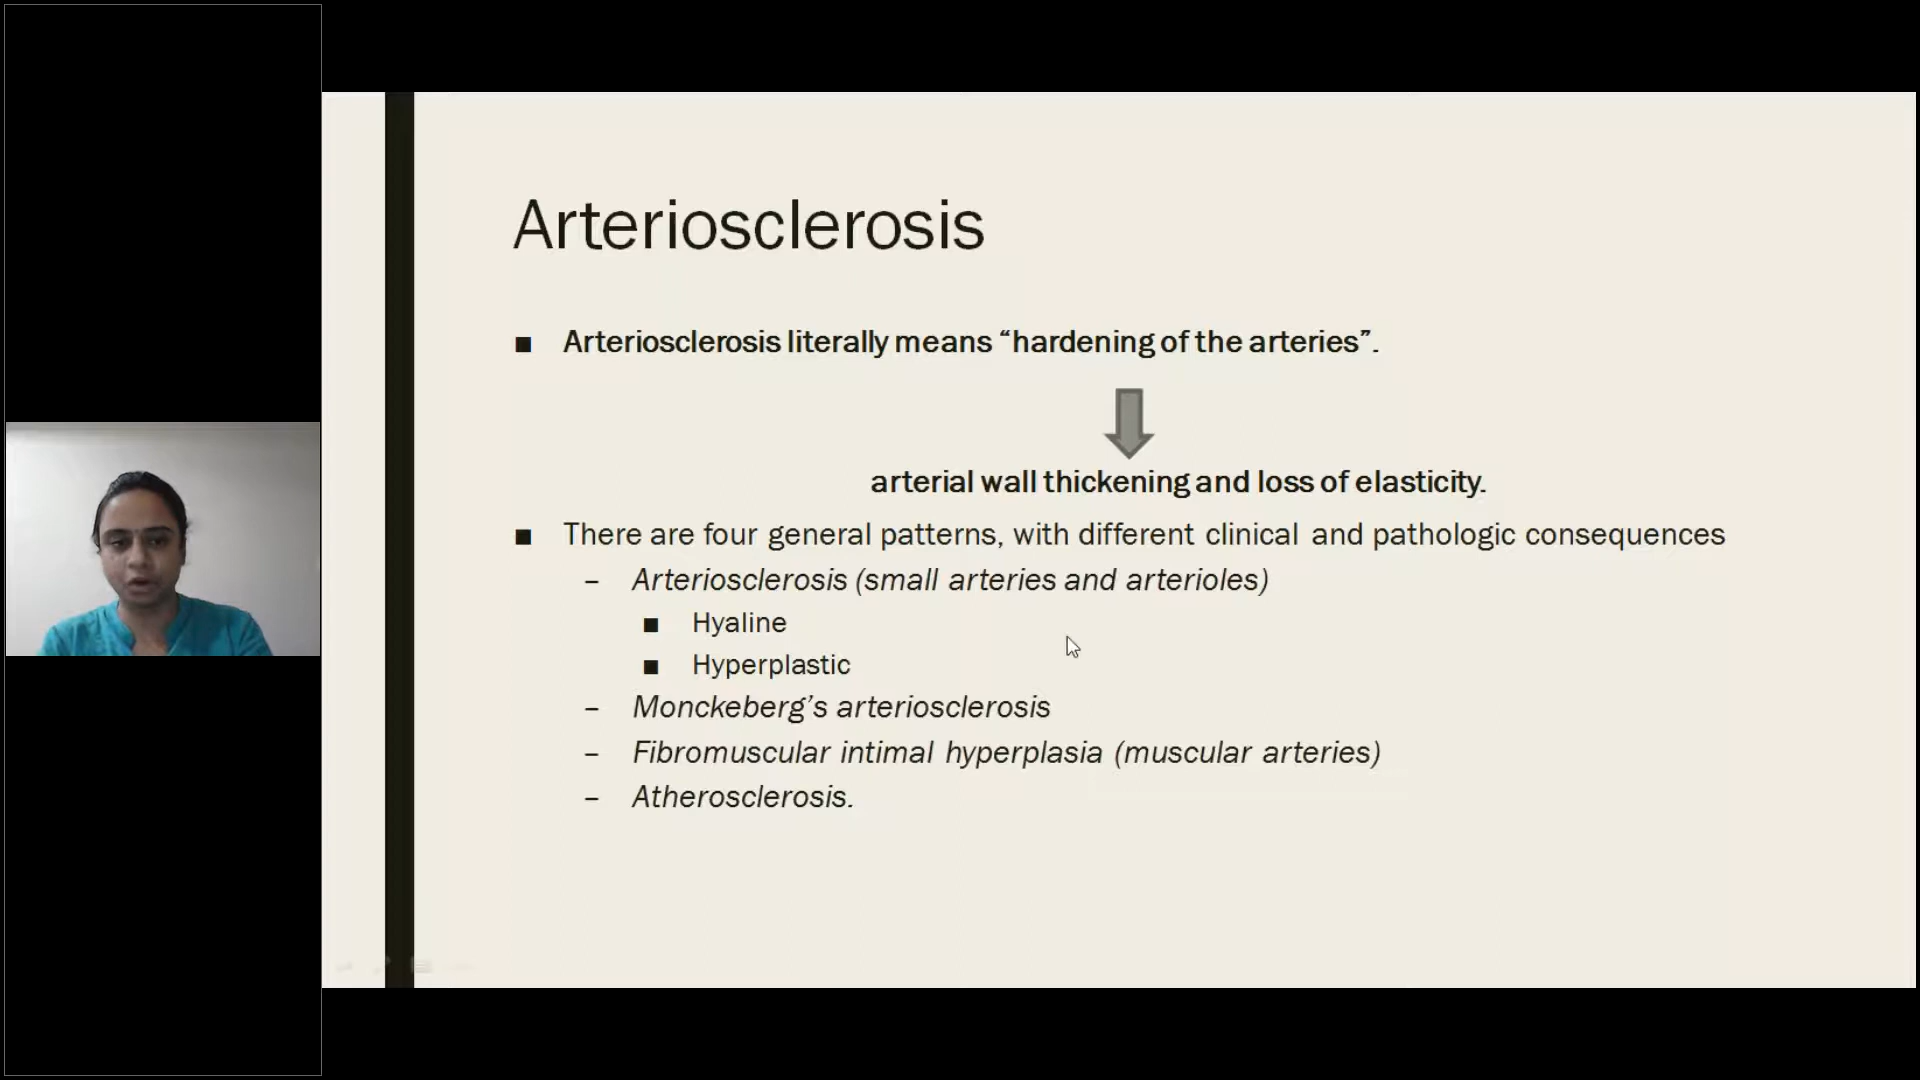 Arteriosclerosis
■ Arteriosclerosis literally means “hardening of the arteries”.
arterial wall thickening and loss of elasticity.
■ There are four general patterns, with different clinical and pathologic consequences
– Arteriosclerosis (small arteries and arterioles)
■ Hyaline
■ Hyperplastic
– Monckeberg’s arteriosclerosis
– Fibromuscular intimal hyperplasia (muscular arteries)
– Atherosclerosis.